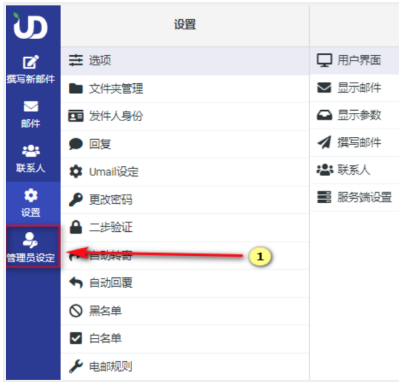 UD
撰写新邮件
邮件
联系人
设置
管理员设定
设置
选项
文件夹管理
发件人身份
回复
Umail设定
更改密码
二步验证
自动转寄
自动回覆
黑名单
白名单
电邮规则
用户界面
显示邮件
显示参数
撰写邮件
联系人
服务端设置
1